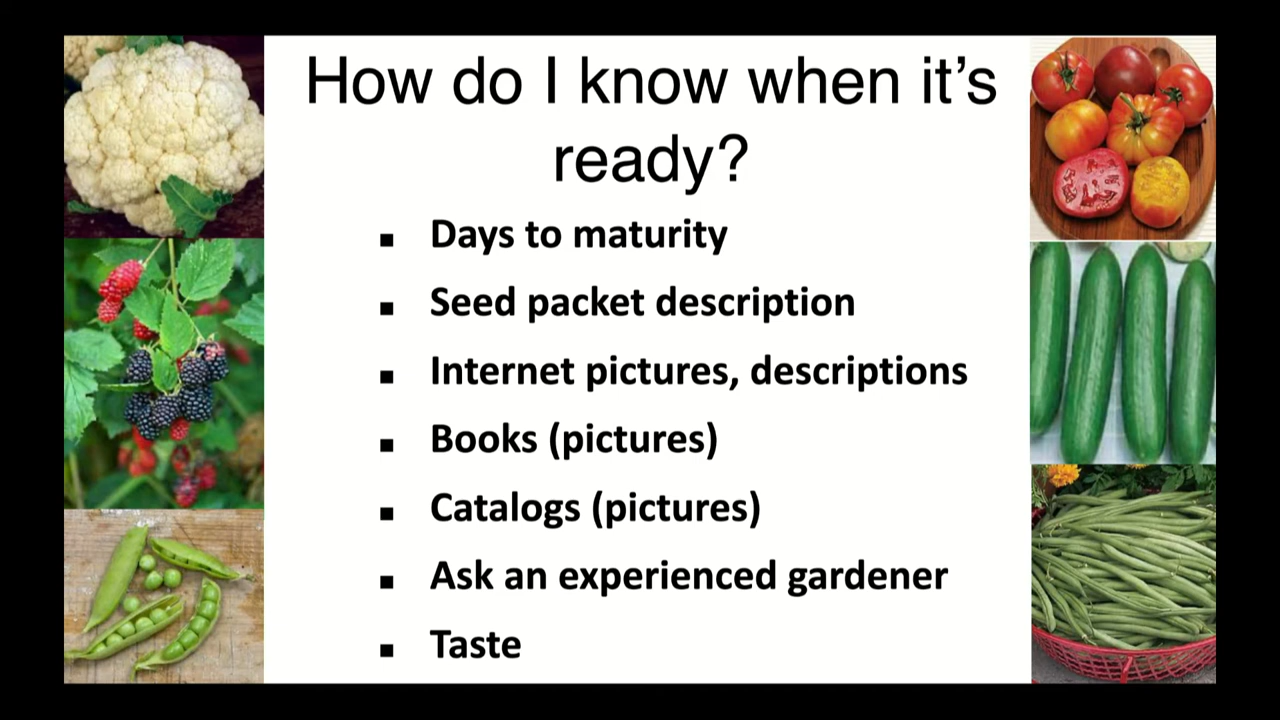 How do I know when it’s
ready?
▪ Days to maturity
▪ Seed packet description
▪ Internet pictures, descriptions
▪ Books (pictures)
▪ Catalogs (pictures)
▪ Ask an experienced gardener
▪ Taste